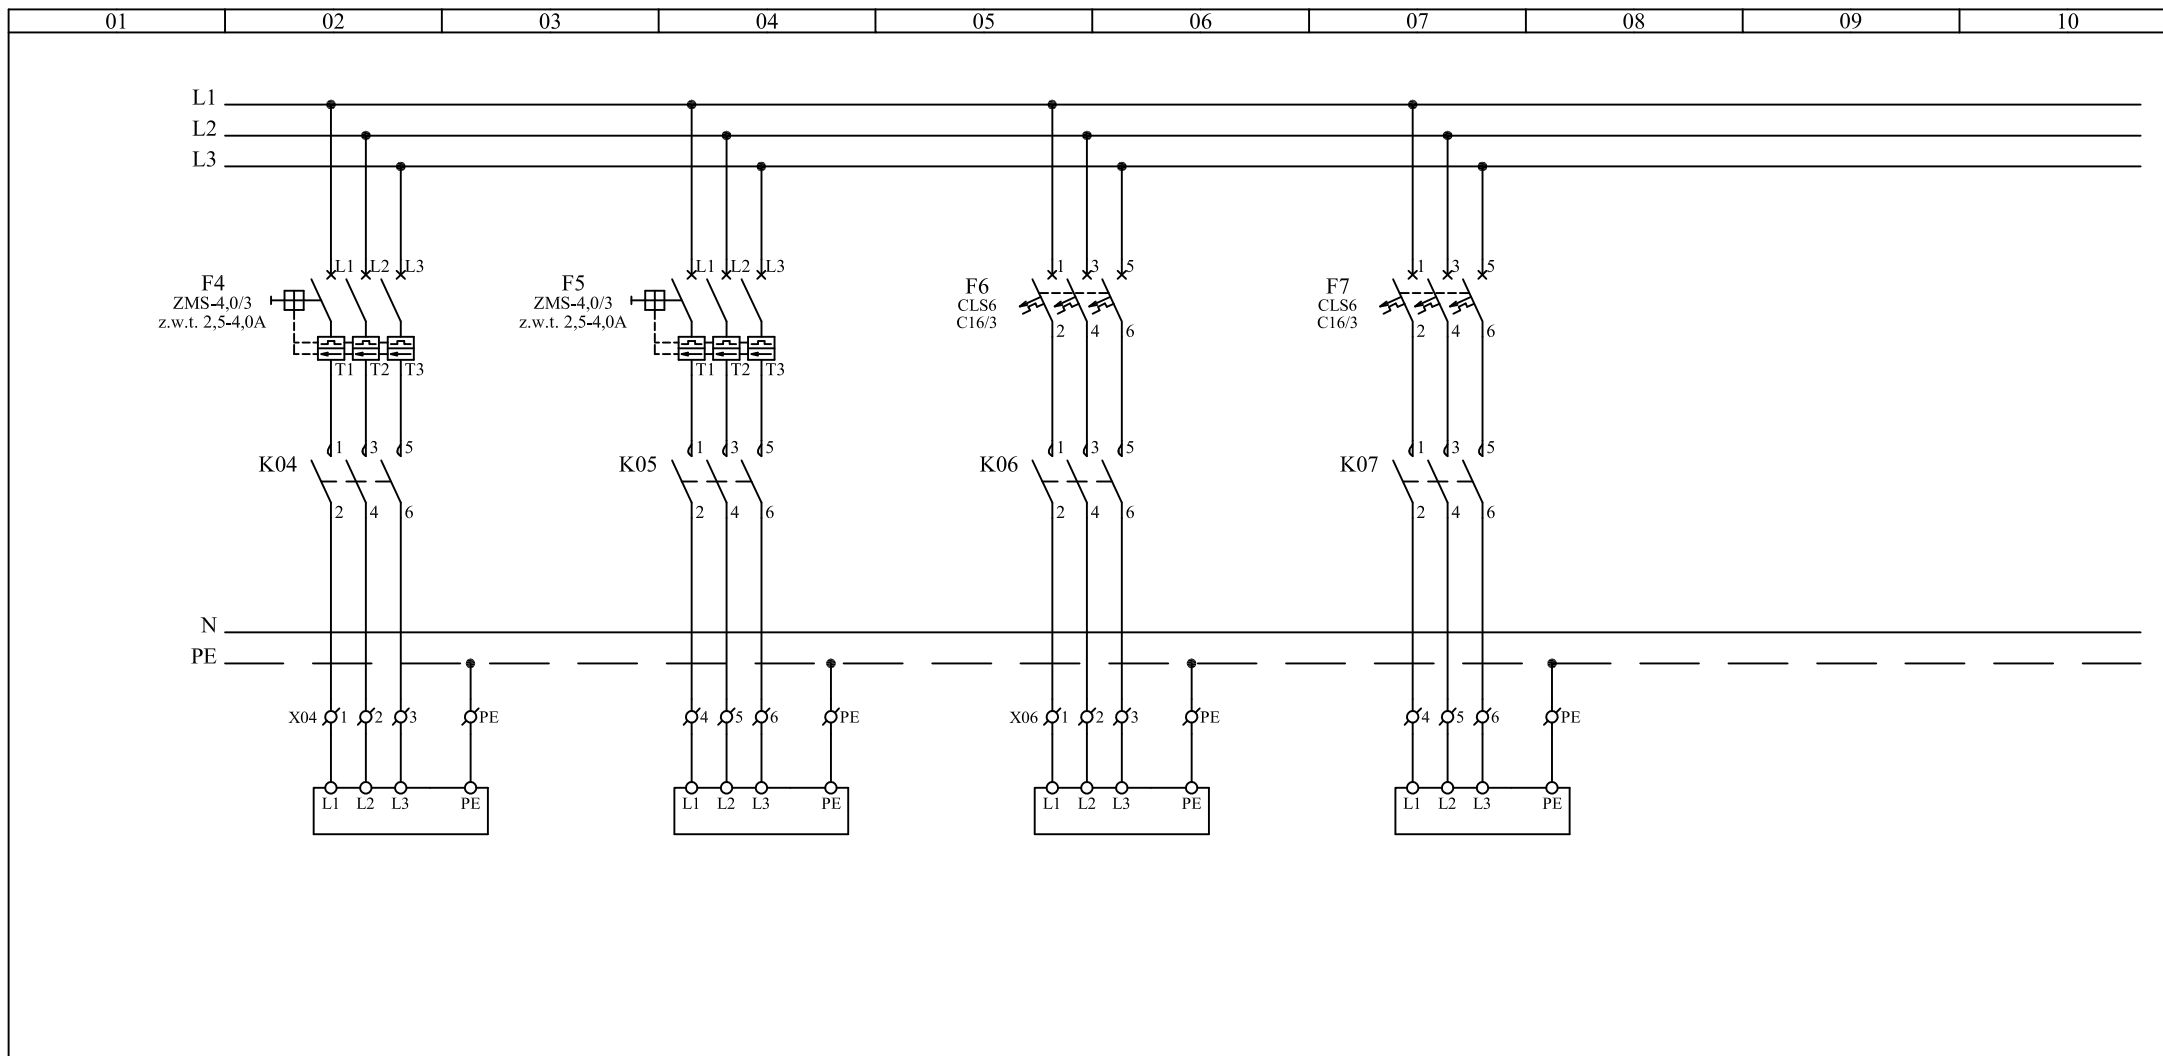 01 02 03 04 05 06 07 08 09 10
L1
L2
L3
L1 L2 L3 L1 L2 L3 1 3 5 1 3 5
F4 F5 F6 F7
ZMS-4,0/3 ZMS-4,0/3 CLS6 CLS6
z.w.t. 2,5-4,0A z.w.t. 2,5-4,0A C16/3 C16/3
2 4 6 2 4 6
T1 T2 T3 T1 T2 T3
1 3 5 1 3 5 1 3 5 1 3 5
K04 K05 K06 K07
2 4 6 2 4 6 2 4 6 2 4 6
N
PE
X04 1 2 3 PE 4 5 6 PE X06 1 2 3 PE 4 5 6 PE
L1 L2 L3 PE L1 L2 L3 PE L1 L2 L3 PE L1 L2 L3 PE